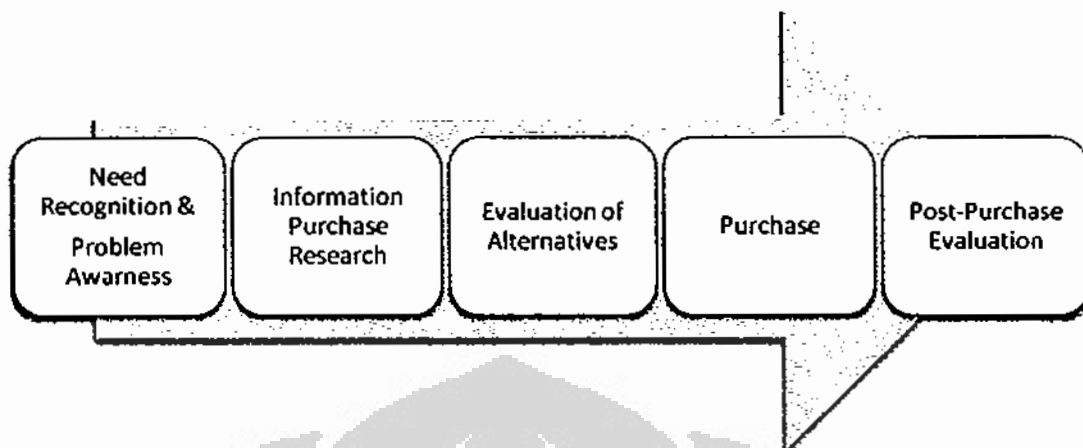 Need
Recognition &
Problem
Awarness
Information
Purchase
Research
Evaluation of
Alternatives
Purchase
Post-Purchase
Evaluation